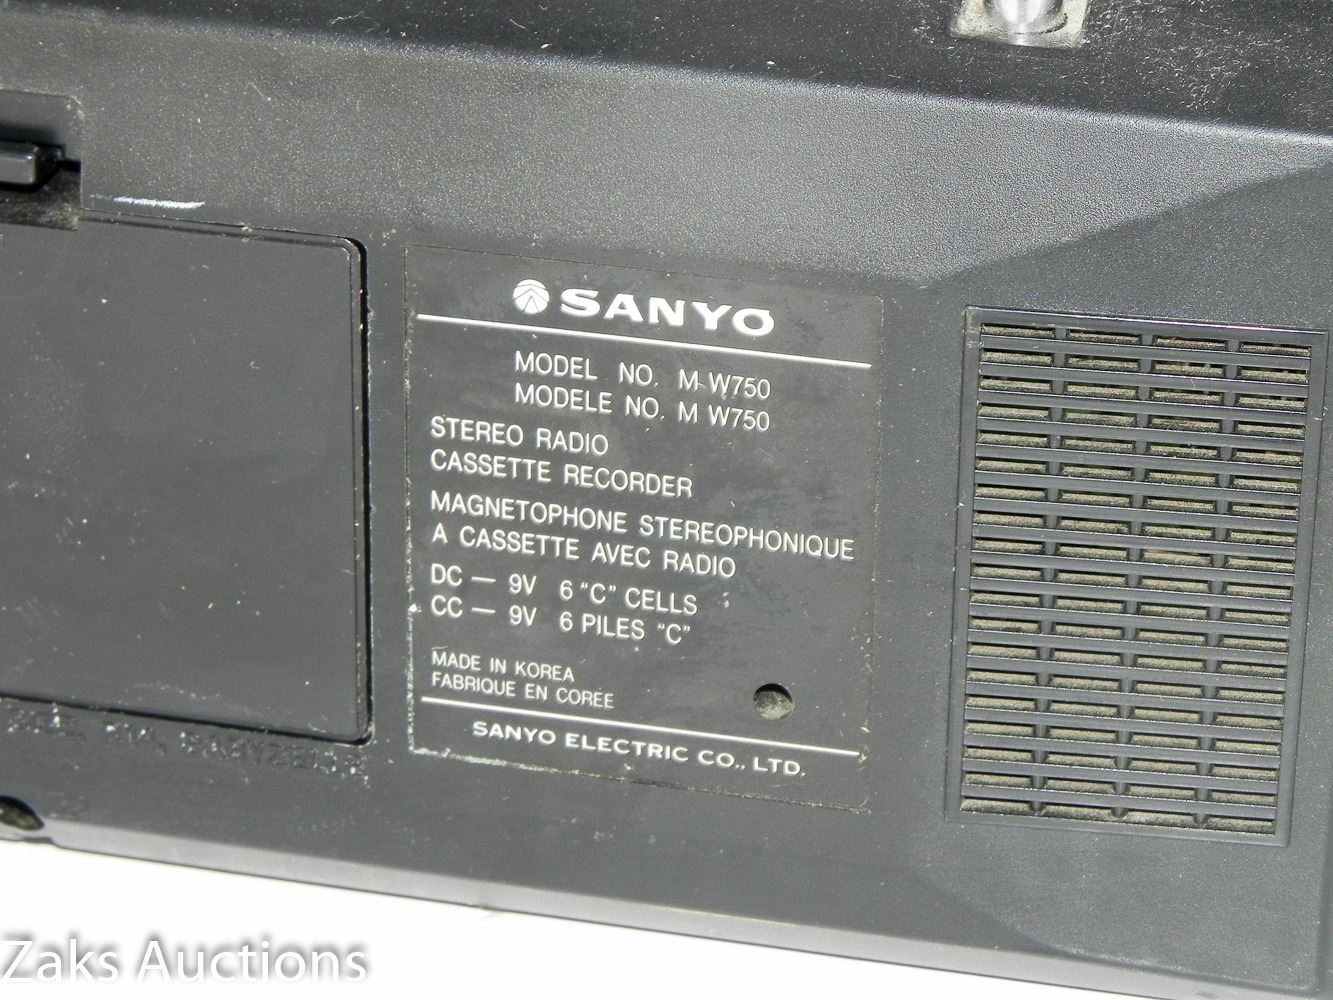 SANYO
MODEL NO. M W750
MODELE NO. M W750
STEREO RADIO
CASSETTE RECORDER
MAGNETOPHONE STEREOPHONIQUE
A CASSETTE AVEC RADIO
DC — 9V 6 "C" CELLS
CC — 9V 6 PILES "C"
MADE IN KOREA
FABRIQUE EN CORÉE
SANYO ELECTRIC CO., LTD.
Zaks Auctions